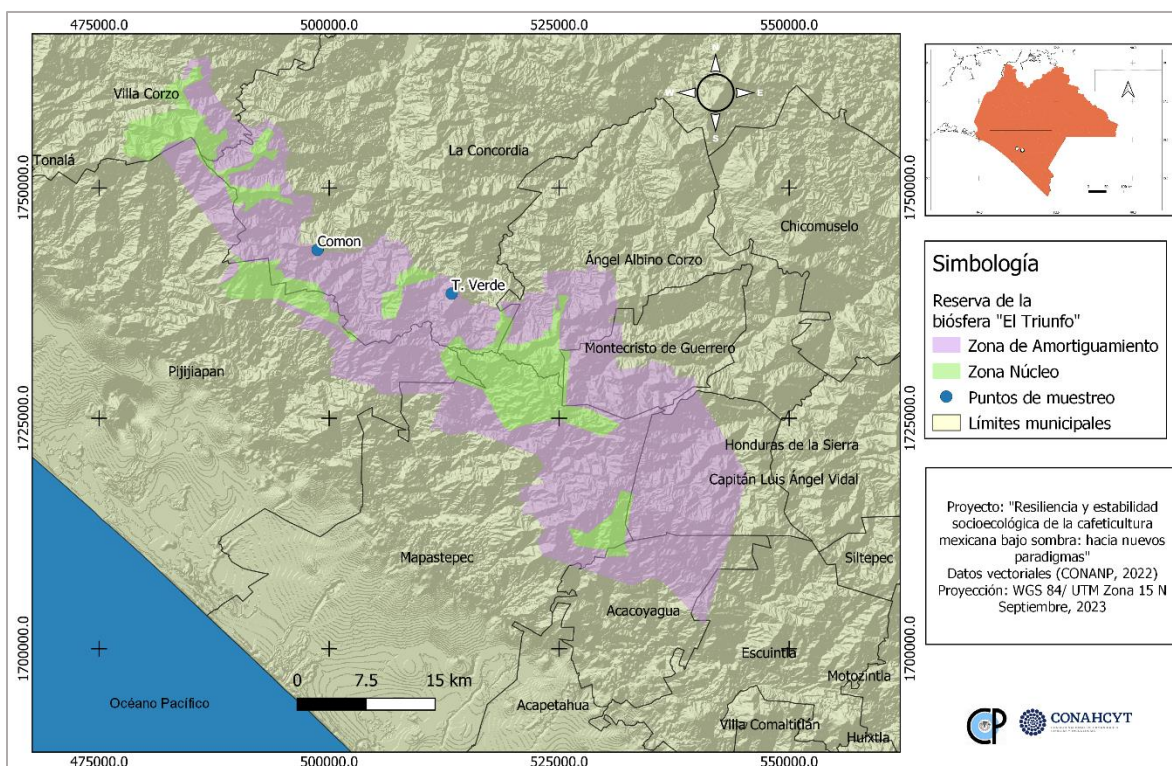 475000.0 500000.0 525000.0 550000.0
1750000.0
1725000.0
1700000.0
Villa Corzo
Tonalá
La Concordia
Chicomuselo
Comon
Ángel Albino Corzo
T. Verde
Montecristo de Guerrero
Pijijiapan
Honduras de la Sierra
Capitán Luis Ángel Vidal
Mapastepec
Siltepec
Acacoyagua
Escuintla
Motozintla
Acapetahua
Villa Comaltitlán
Huixtla
Océano Pacífico
0 7.5 15 km
W E
475000.0 500000.0 525000.0 550000.0
1750000.0
1725000.0
1700000.0
Simbología
Reserva de la
biósfera "El Triunfo"
Zona de Amortiguamiento
Zona Núcleo
Puntos de muestreo
Límites municipales
Proyecto: "Resiliencia y estabilidad
socioecológica de la cafeticultura
mexicana bajo sombra: hacia nuevos
paradigmas"
Datos vectoriales (CONANP, 2022)
Proyección: WGS 84/ UTM Zona 15 N
Septiembre, 2023
CP
CONAHCYT